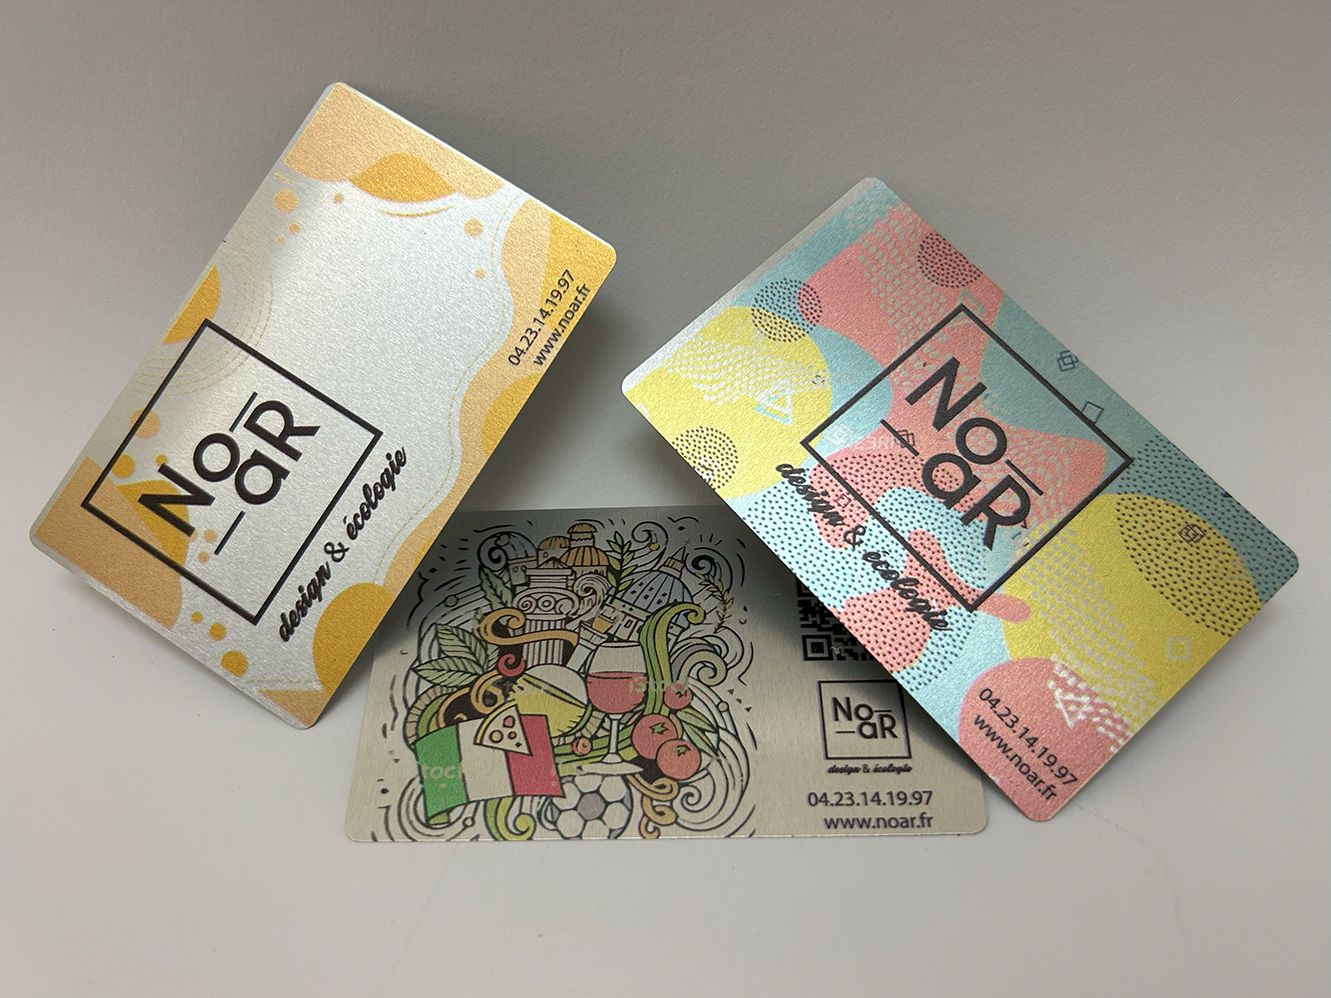 No
aR
design & écologie
04.23.14.19.97
www.noar.fr
No
aR
design & écologie
04.23.14.19.97
www.noar.fr
No
aR
design & écologie
04.23.14.19.97
www.noar.fr